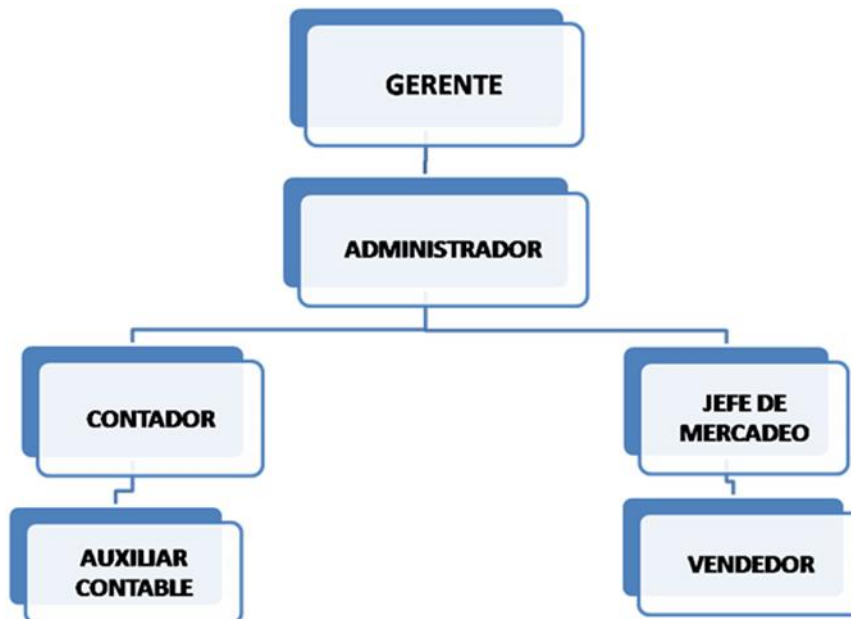 GERENTE
ADMINISTRADOR
CONTADOR
JEFE DE
MERCADEO
AUXILIAR
CONTABLE
VENDEDOR